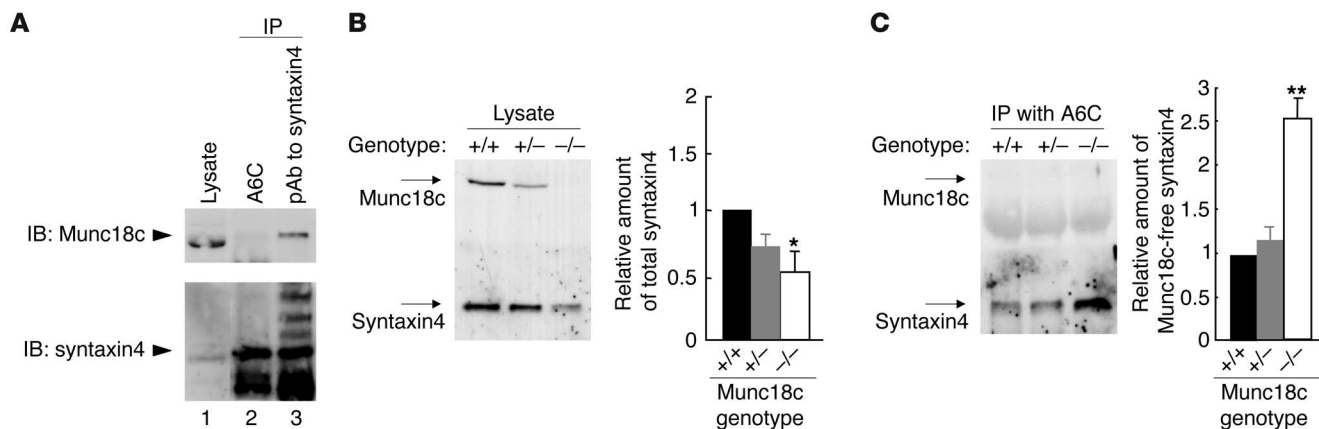 A
IP
Lysate
A6C
pAb to syntaxin4
IB: Munc18c
IB: syntaxin4
1 2 3
B
Lysate
Genotype: +/+ +/– –/–
Munc18c
Syntaxin4
Relative amount
of total syntaxin4
2
1.5
1
0.5
0
*
+/+ +/– –/–
Munc18c
genotype
C
IP with A6C
Genotype: +/+ +/– –/–
Munc18c
Syntaxin4
Relative amount of
Munc18c-free syntaxin4
3
2.5
2
1.5
1
0.5
0
**
+/+ +/– –/–
Munc18c
genotype